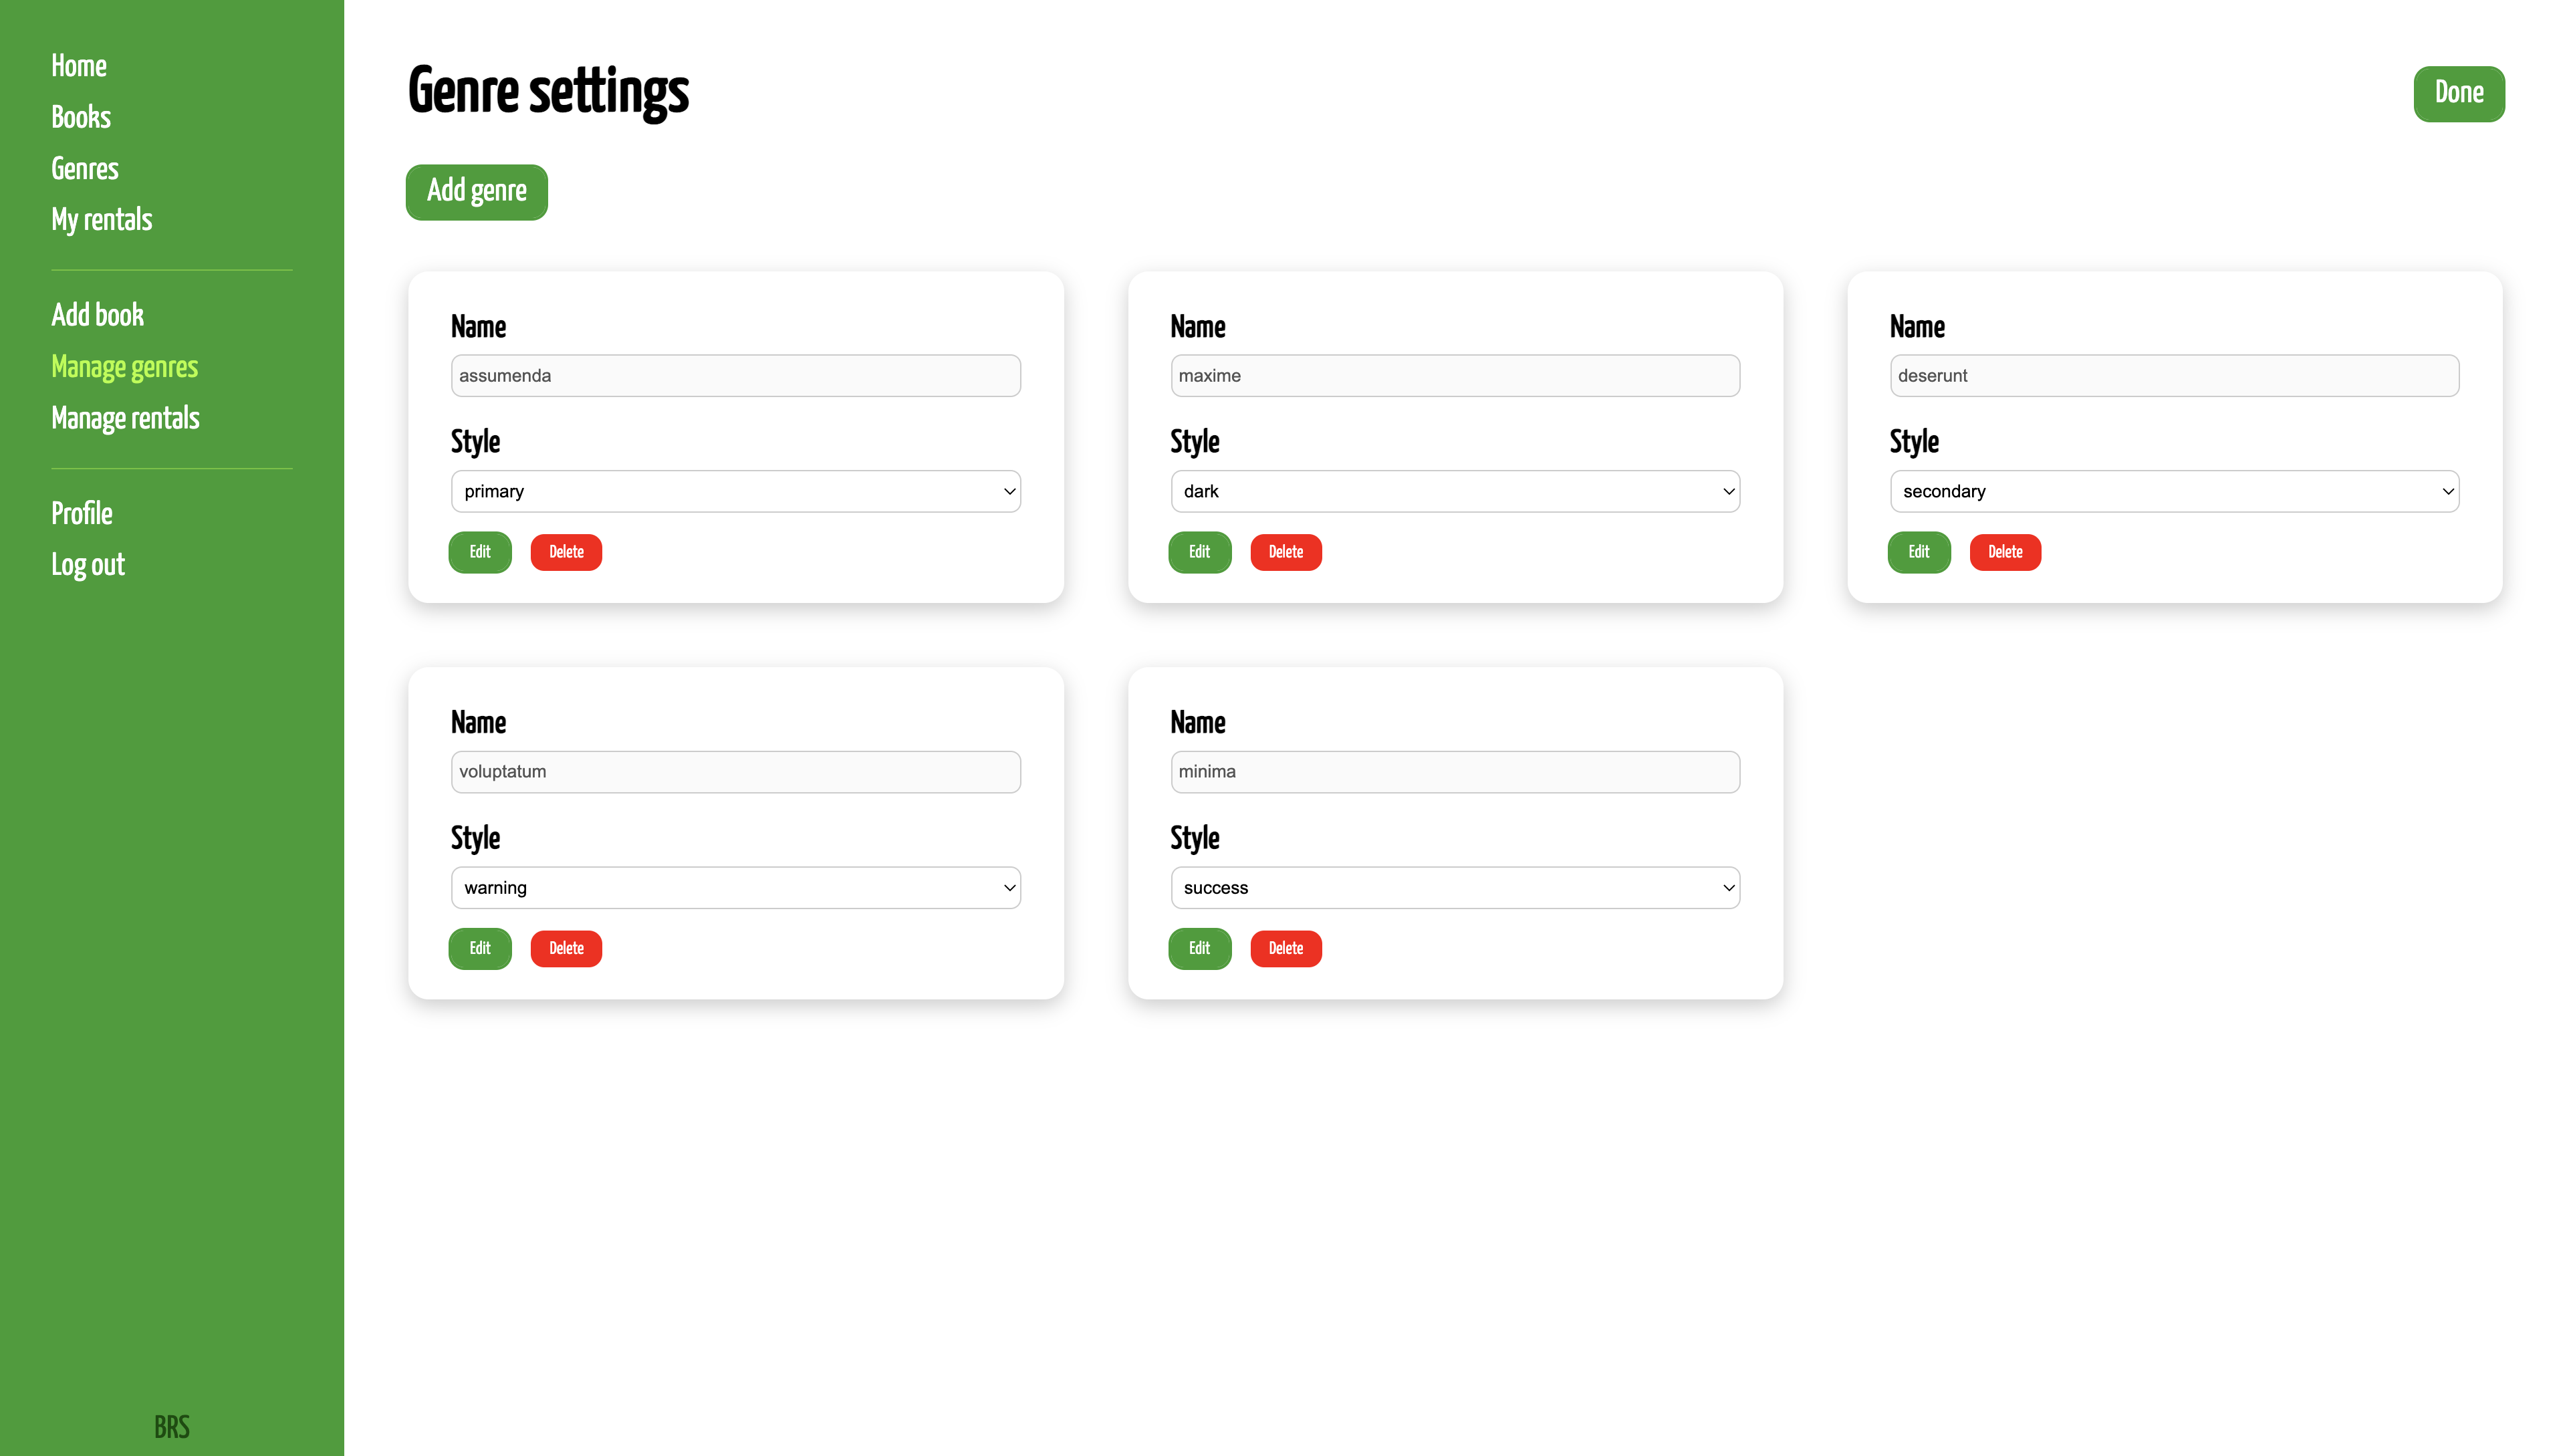 Home
Books
Genres
My rentals
Add book
Manage genres
Manage rentals
Profile
Log out
BRS
Genre settings
Done
Add genre
Name
assumenda
Style
primary
Edit Delete
Name
maxime
Style
dark
Edit Delete
Name
deserunt
Style
secondary
Edit Delete
Name
voluptatum
Style
warning
Edit Delete
Name
minima
Style
success
Edit Delete